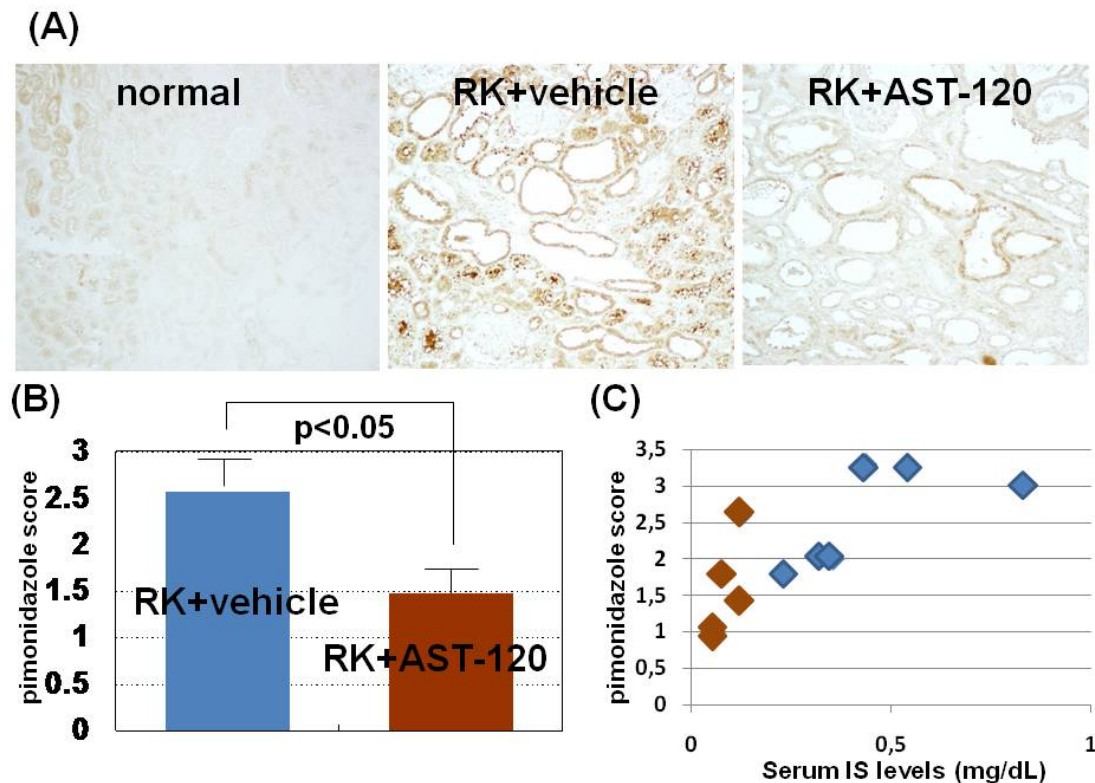 (A)
normal
RK+vehicle
RK+AST-120
(B)
p<0.05
pimonidazole score
3
2.5
2
1.5
1
0.5
0
RK+vehicle
RK+AST-120
(C)
pimonidazole score
3,5
3
2,5
2
1,5
1
0,5
0
0 0,5 1
Serum IS levels (mg/dL)